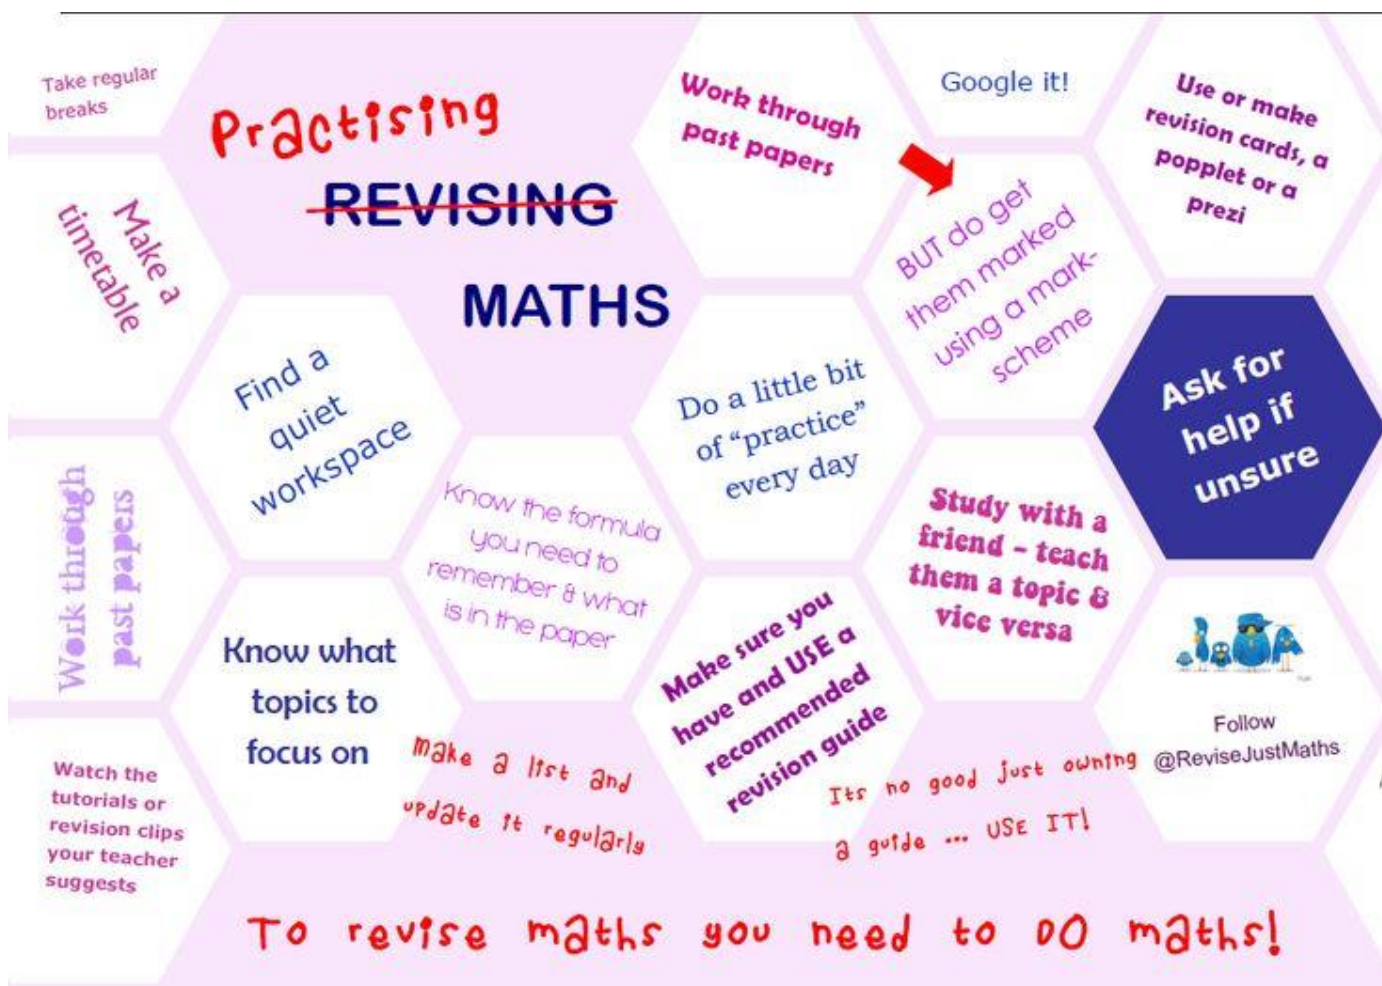 Take regular
breaks
Practising
REVISING
MATHS
Work through
past papers
Google it!
Use or make
revision cards, a
popplet or a
prezi
Make a
timetable
BUT do get
them marked
using a mark-
scheme
Find a
quiet
workspace
Do a little bit
of “practice”
every day
Ask for
help if
unsure
Work through
past papers
Know the formula
you need to
remember & what
is in the paper
Study with a
friend – teach
them a topic &
vice versa
Know what
topics to
focus on
Make sure you
have and USE a
recommended
revision guide
Follow
@ReviseJustMaths
make a list and
update it regularly
Its no good just owning
a guide ... USE IT!
Watch the
tutorials or
revision clips
your teacher
suggests
To revise maths you need to DO maths!